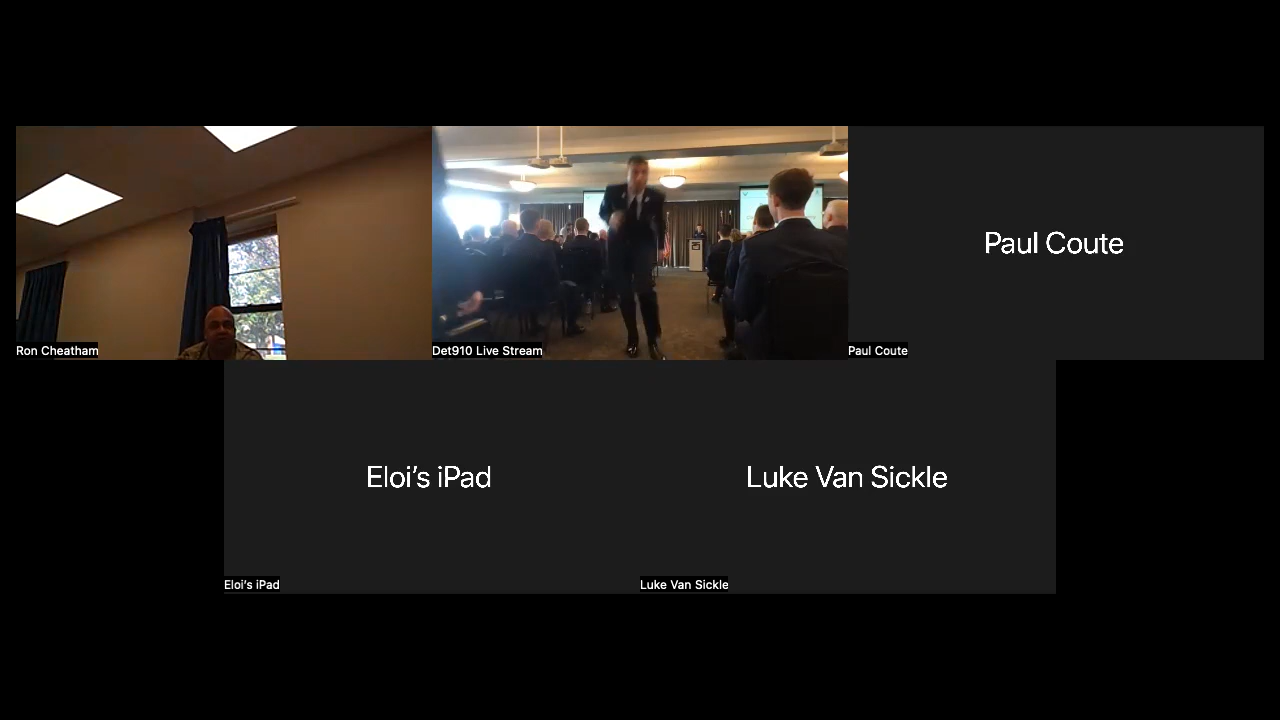 Ron Cheatham
Det910 Live Stream
Paul Coute
Paul Coute
Eloi's iPad
Luke Van Sickle
Eloi's iPad
Luke Van Sickle